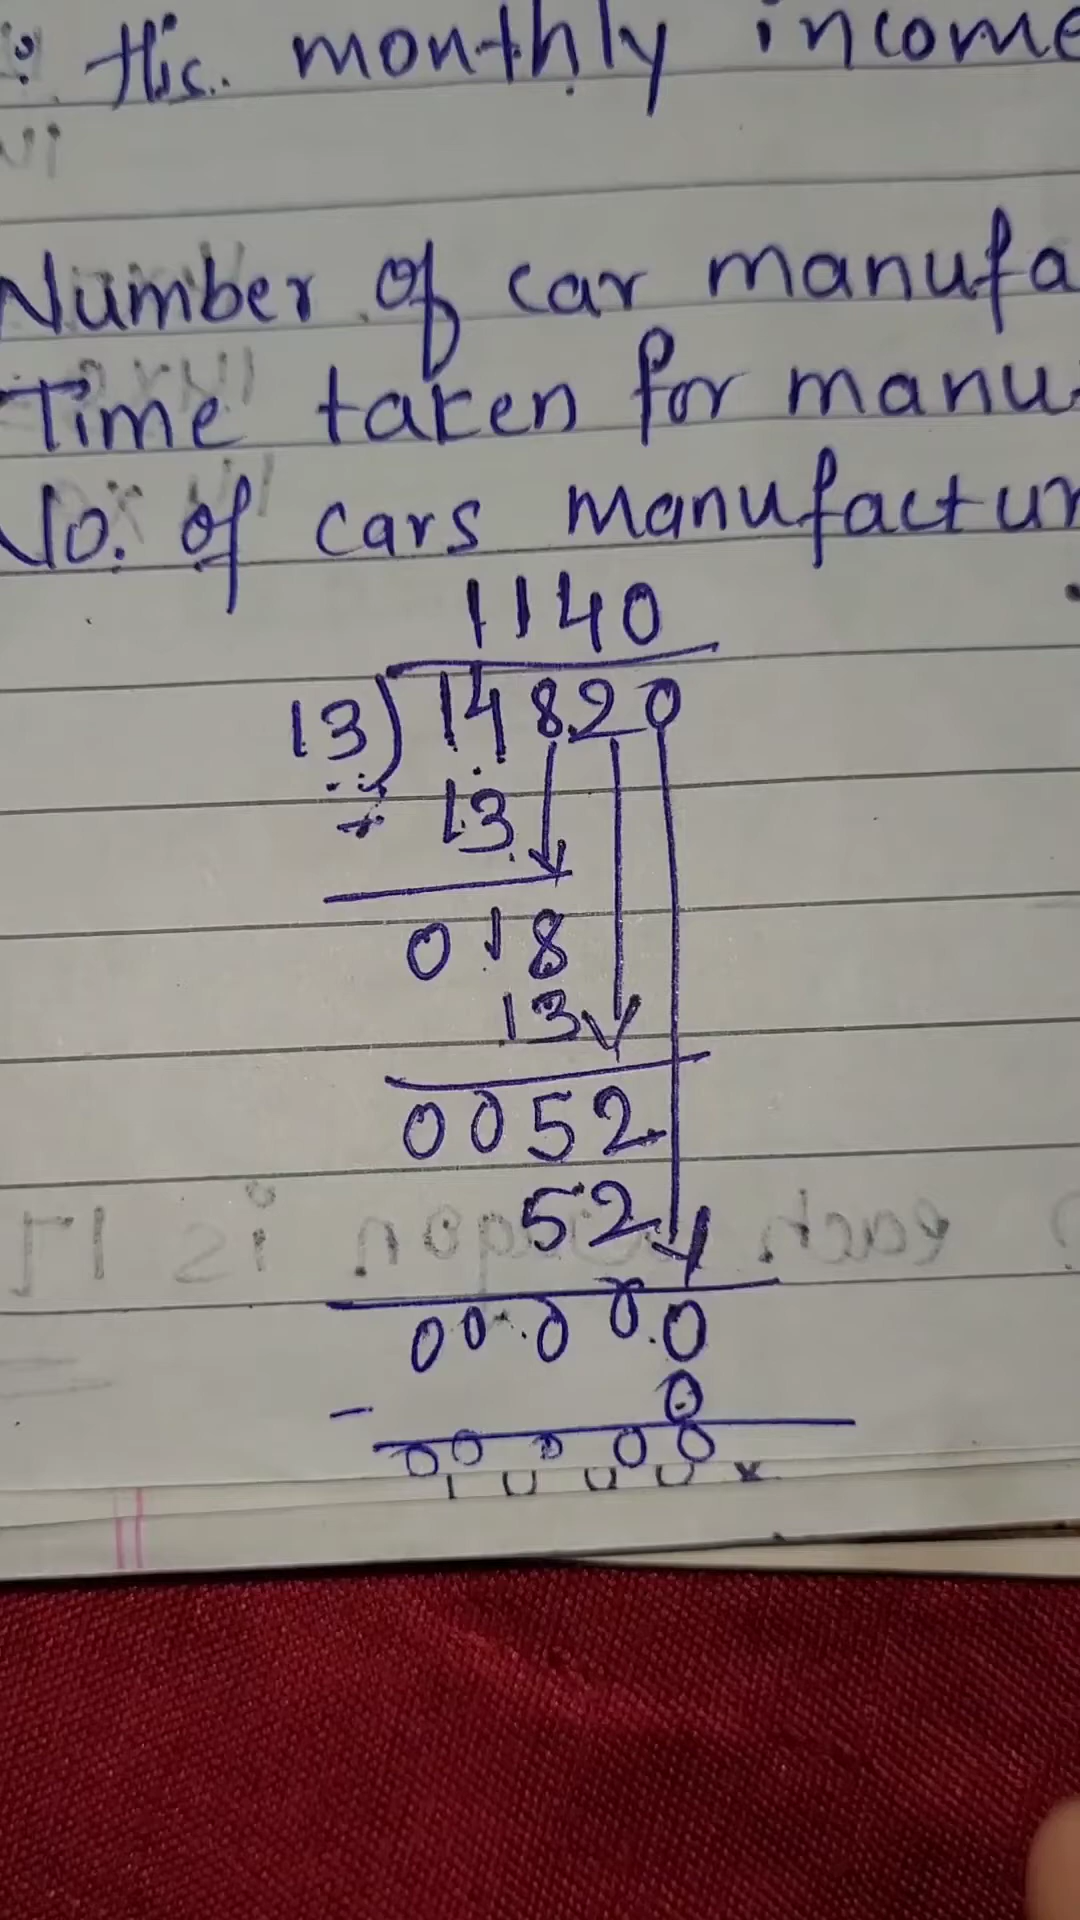 : His. monthly income
Number of car manufa
Time taken for manu
No. of cars manufactur
1140
13)14820
- 13
018
13
0052
52
00000
- 0
00000